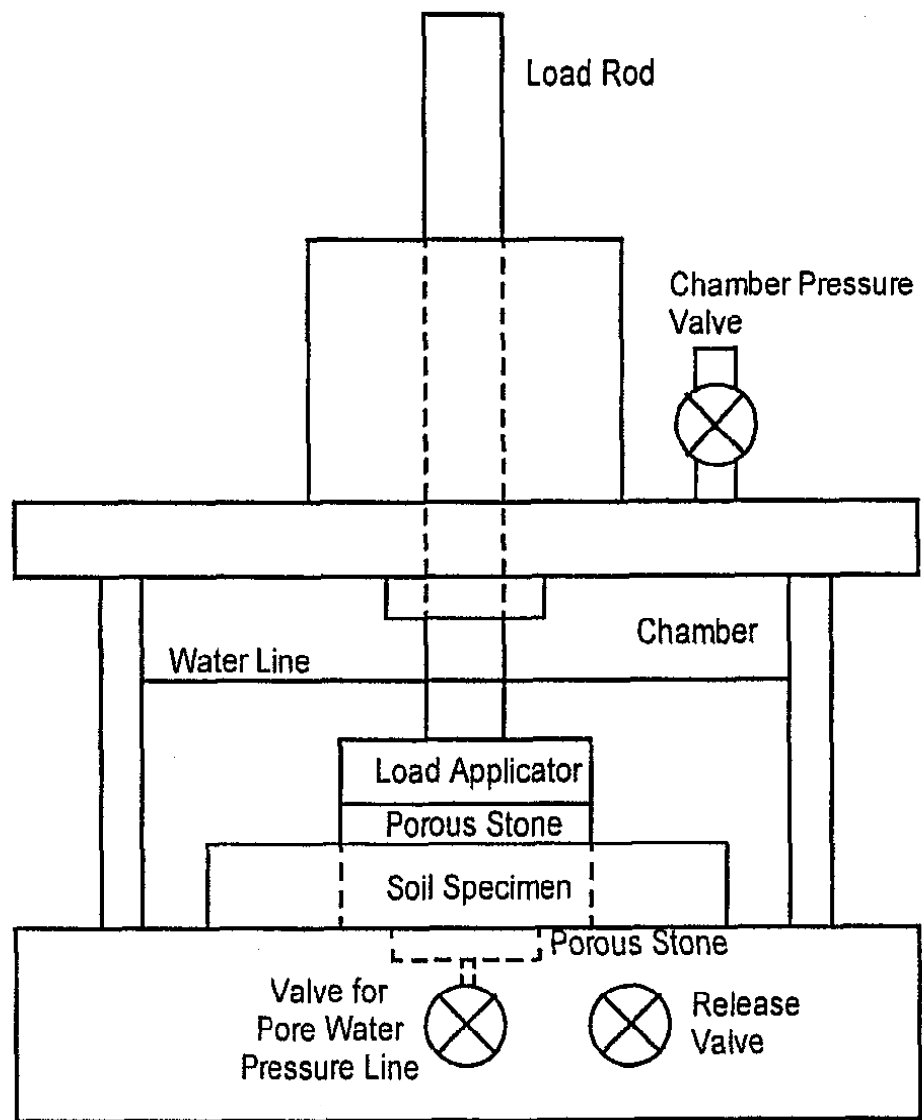 Load Rod
Chamber Pressure
Valve
Chamber
Water Line
Load Applicator
Porous Stone
Soil Specimen
Porous Stone
Valve for
Pore Water
Pressure Line
Release
Valve